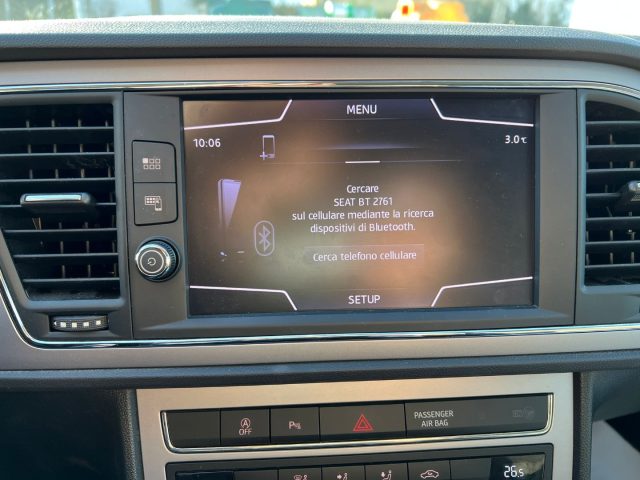 MENU
10:06
3.0℃
Cercare
SEAT BT 2761
sul cellulare mediante la ricerca
dispositivi di Bluetooth.
Cerca telefono cellulare
SETUP
A
OFF
P
PASSENGER
AIR BAG
26.5